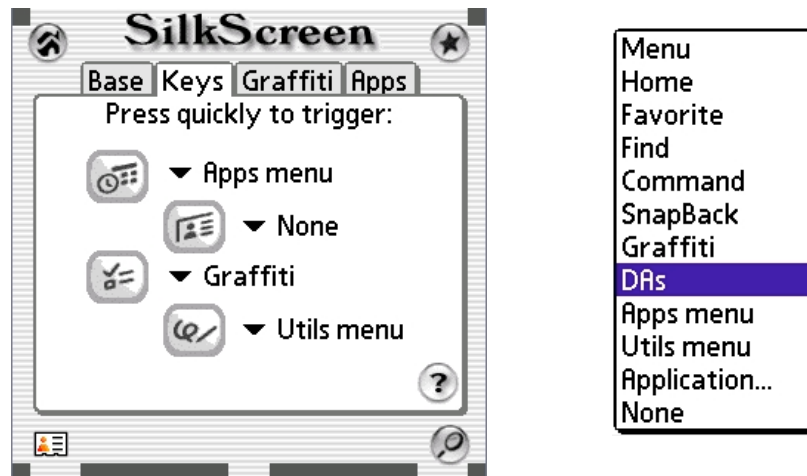 SilkScreen
Base Keys Graffiti Apps
Press quickly to trigger:
Apps menu
None
Graffiti
Utils menu
?
Menu
Home
Favorite
Find
Command
SnapBack
Graffiti
DAs
Apps menu
Utils menu
Application...
None